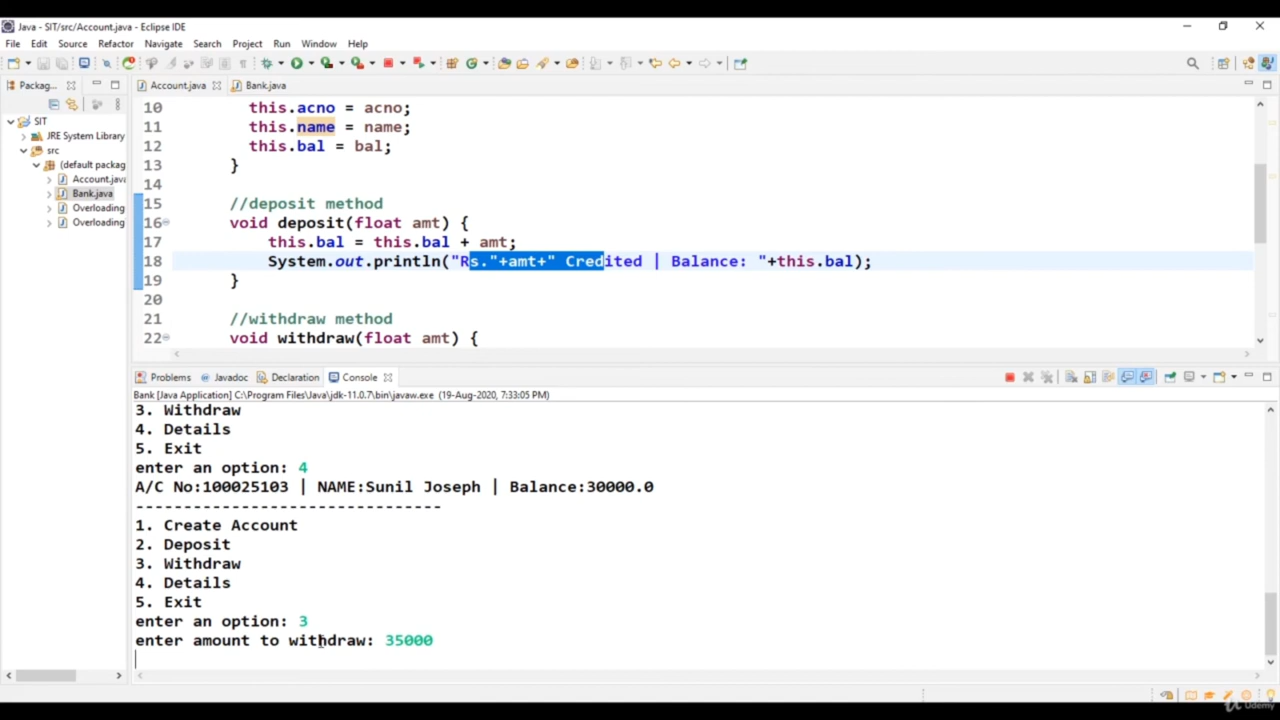 Java - SIT/src/Account.java - Eclipse IDE
File Edit Source Refactor Navigate Search Project Run Window Help
Packag...
Account.java
Bank.java
SIT
JRE System Library
src
(default packag
Account.java
Bank.java
Overloading
Overloading
10 this.acno = acno;
11 this.name = name;
12 this.bal = bal;
13 }
14
15 //deposit method
16 void deposit(float amt) {
17 this.bal = this.bal + amt;
18 System.out.println("Rs."+amt+" Credited | Balance: "+this.bal);
19 }
20
21 //withdraw method
22 void withdraw(float amt) {
Problems Javadoc Declaration Console
Bank [Java Application] C:\Program Files\Java\jdk-11.0.7\bin\javaw.exe (19-Aug-2020, 7:33:05 PM)
3. Withdraw
4. Details
5. Exit
enter an option: 4
A/C No:100025103 | NAME:Sunil Joseph | Balance:30000.0
--------------------------------
1. Create Account
2. Deposit
3. Withdraw
4. Details
5. Exit
enter an option: 3
enter amount to withdraw: 35000
Udemy